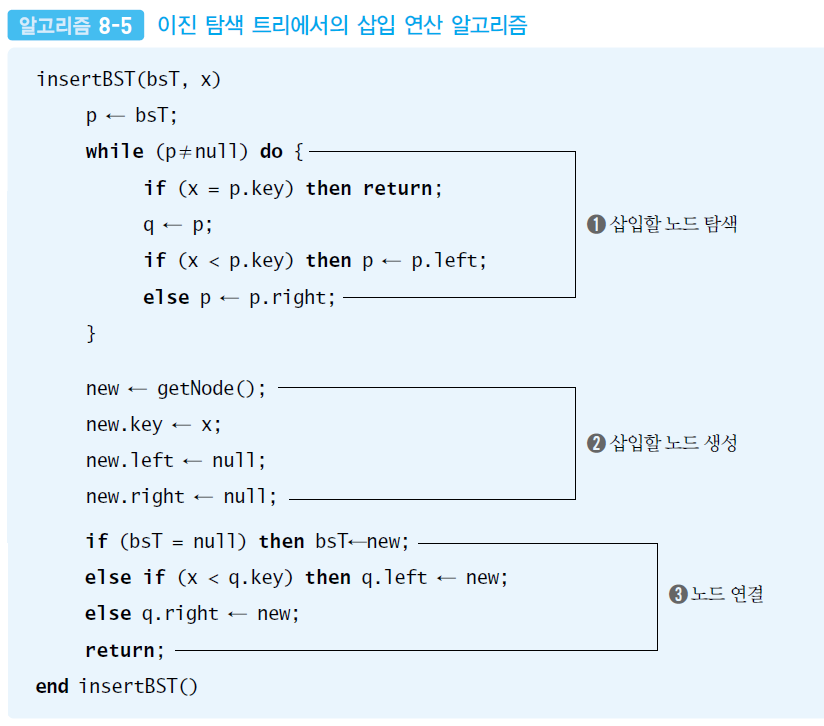 알고리즘 8-5 이진 탐색 트리에서의 삽입 연산 알고리즘
insertBST(bsT, x)
p ← bsT;
while (p≠null) do {
if (x = p.key) then return;
q ← p;
❶ 삽입할 노드 탐색
if (x < p.key) then p ← p.left;
else p ← p.right;
}
new ← getNode();
new.key ← x;
❷ 삽입할 노드 생성
new.left ← null;
new.right ← null;
if (bsT = null) then bsT←new;
else if (x < q.key) then q.left ← new;
❸ 노드 연결
else q.right ← new;
return;
end insertBST()